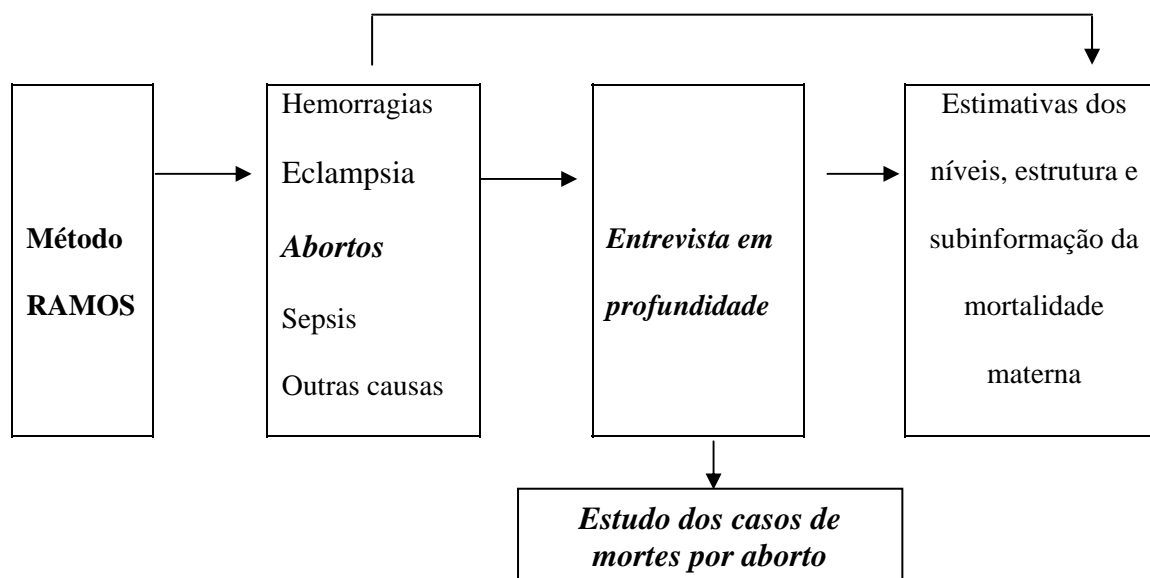 Método
RAMOS
Hemorragias
Eclampsia
Abortos
Sepsis
Outras causas
Entrevista em
profundidade
Estimativas dos
níveis, estrutura e
subinformação da
mortalidade
materna
Estudo dos casos de
mortes por aborto